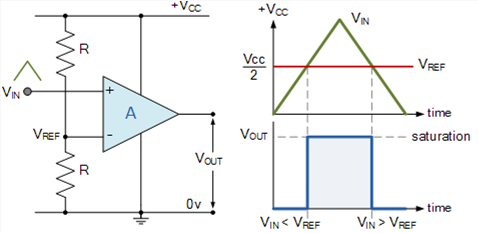 +VCC
R
VIN
+
A
VREF
-
R
VOUT
0v
+VCC
VIN
Vcc
2
VREF
time
VOUT
saturation
time
VIN < VREF
VIN > VREF